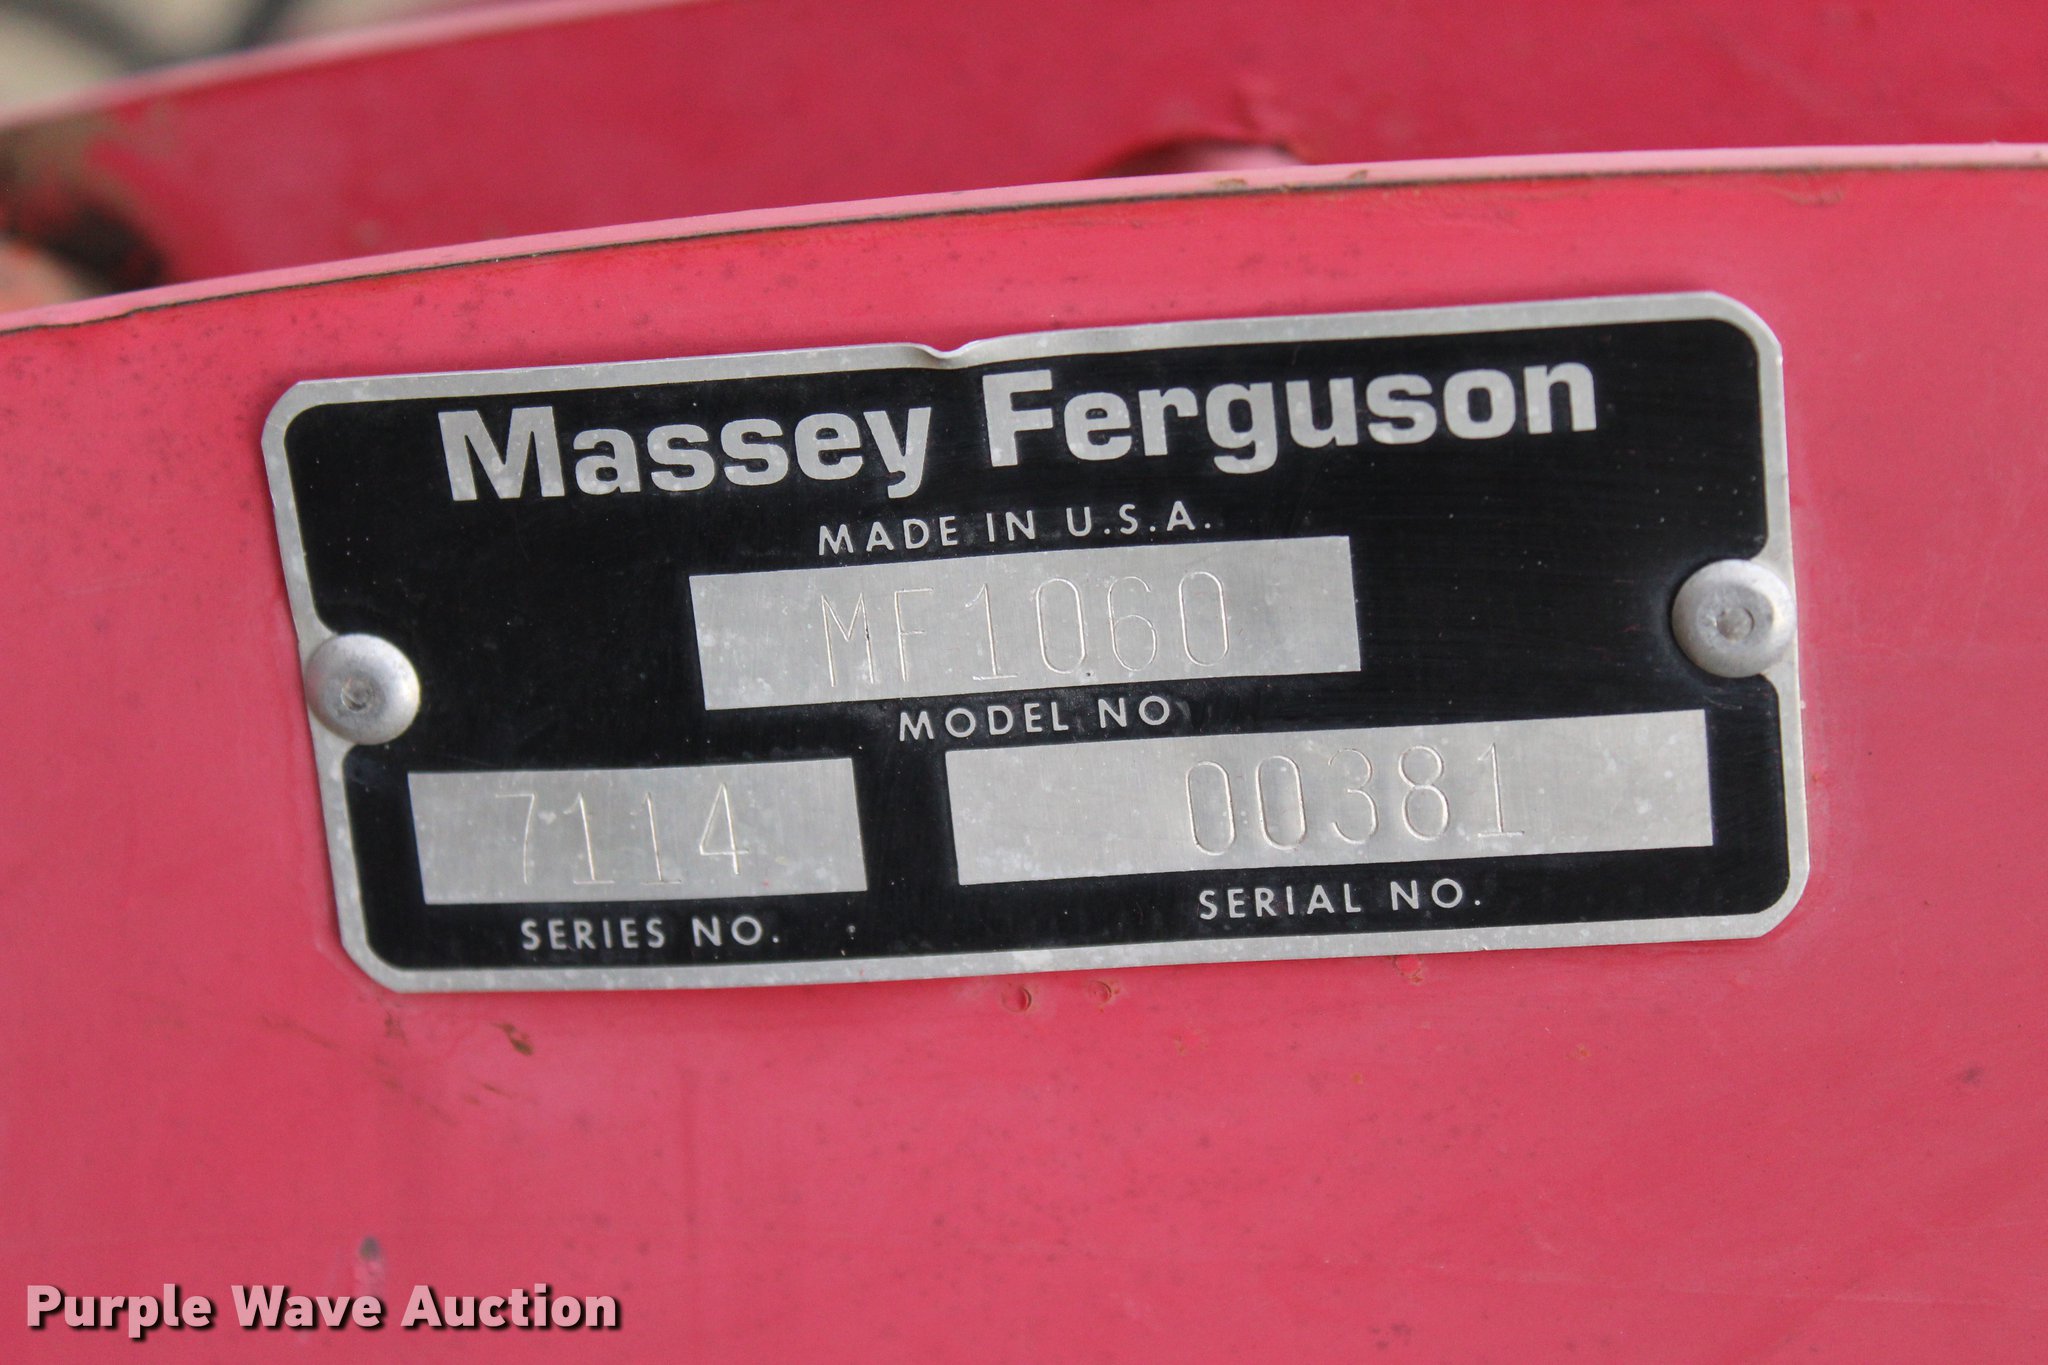 Massey Ferguson
MADE IN U.S.A.
MF1060
MODEL NO
7114
00381
SERIES NO.
SERIAL NO.
Purple Wave Auction